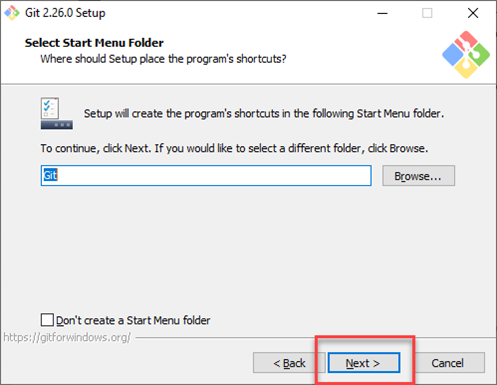 Git 2.26.0 Setup
Select Start Menu Folder
Where should Setup place the program's shortcuts?
Setup will create the program's shortcuts in the following Start Menu folder.
To continue, click Next. If you would like to select a different folder, click Browse.
Git
Browse...
Don't create a Start Menu folder
https://gitforwindows.org/
< Back
Next >
Cancel